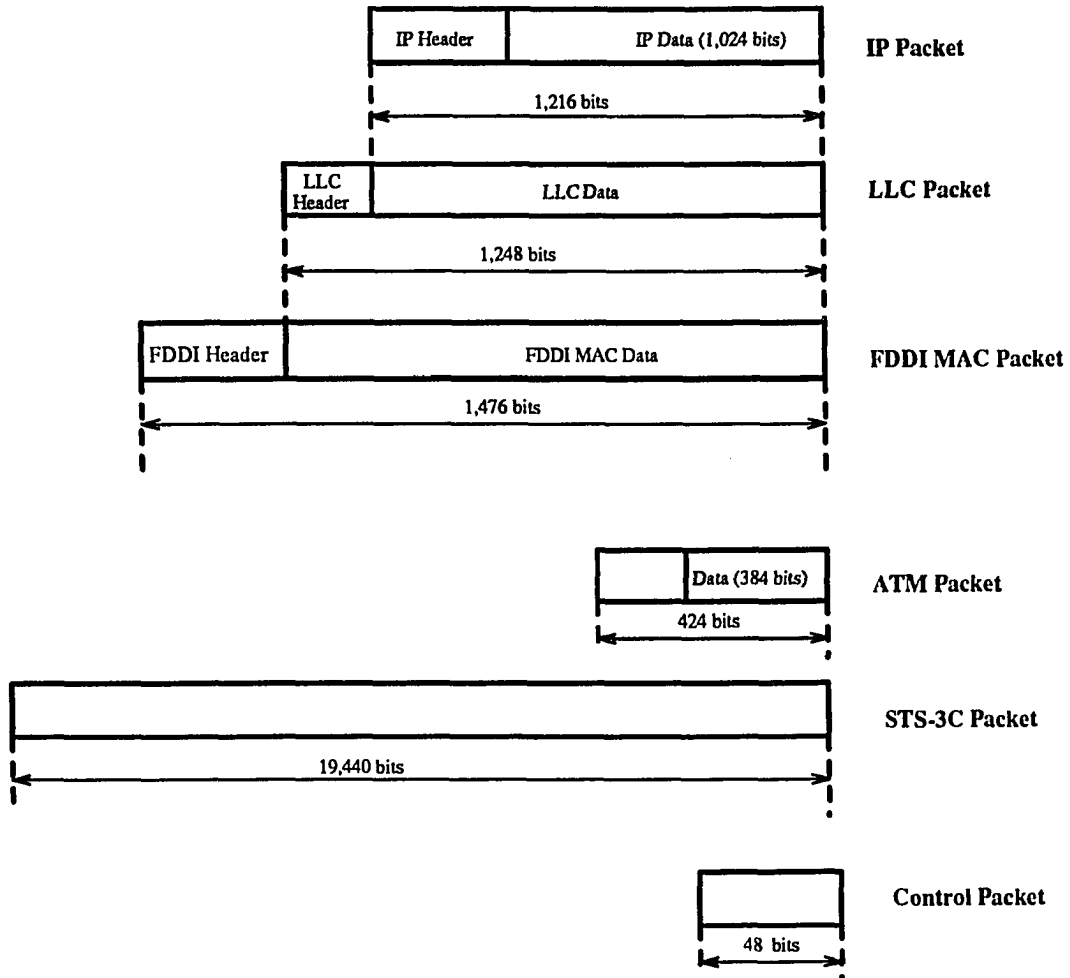 IP Header
IP Data (1,024 bits)
IP Packet
1,216 bits
LLC
Header
LLC Data
LLC Packet
1,248 bits
FDDI Header
FDDI MAC Data
FDDI MAC Packet
1,476 bits
Data (384 bits)
ATM Packet
424 bits
STS-3C Packet
19,440 bits
Control Packet
48 bits